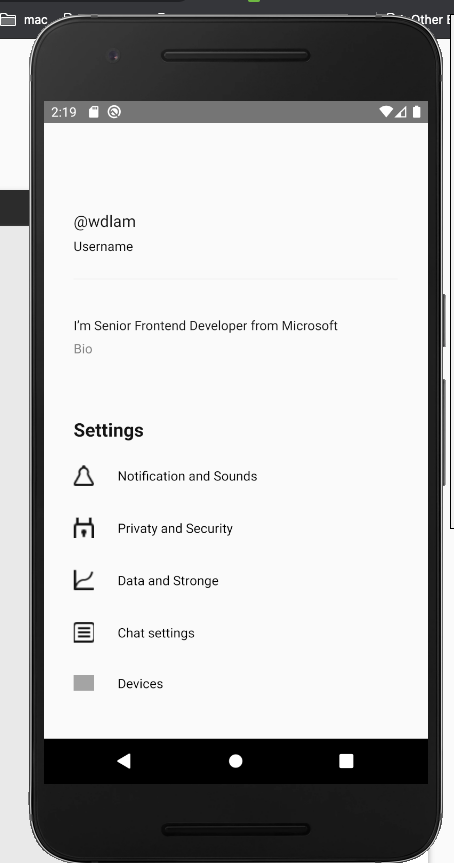 mac
Other
2:19
@wdlam
Username
I'm Senior Frontend Developer from Microsoft
Bio
Settings
Notification and Sounds
Privaty and Security
Data and Stronge
Chat settings
Devices